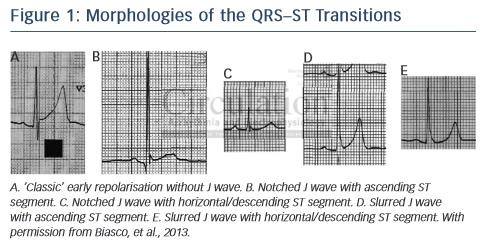 Figure 1: Morphologies of the QRS–ST Transitions
A B C D E
V3
Circulation
A. 'Classic' early repolarisation without J wave. B. Notched J wave with ascending ST
segment. C. Notched J wave with horizontal/descending ST segment. D. Slurred J wave
with ascending ST segment. E. Slurred J wave with horizontal/descending ST segment. With
permission from Biasco, et al., 2013.